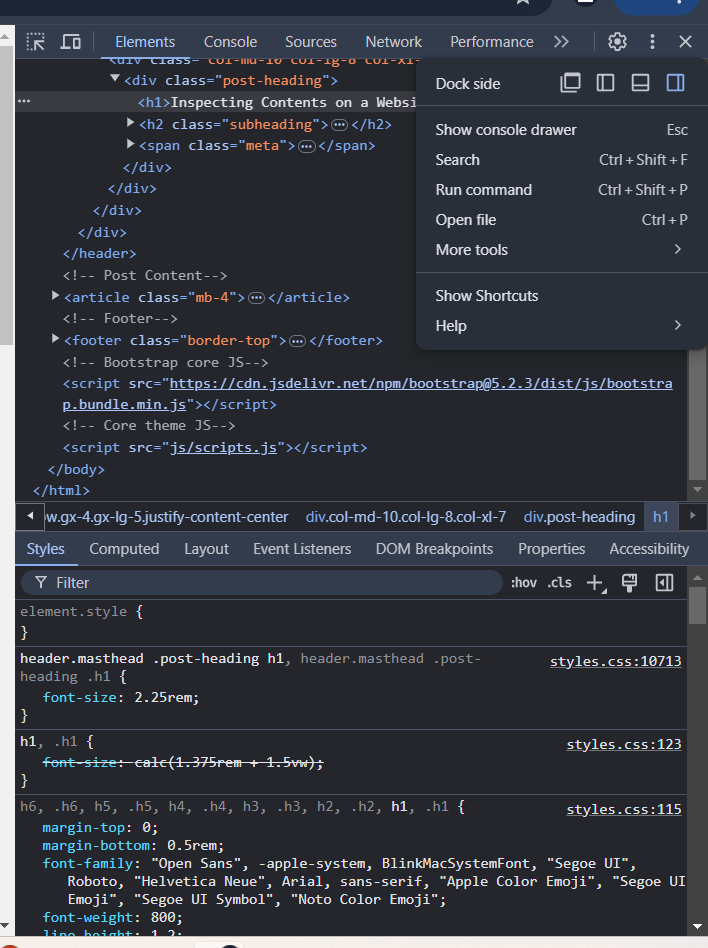 Elements Console Sources Network Performance
<div class="col-md-10 col-lg-8 col-xl-
<div class="post-heading">
<h1>Inspecting Contents on a Websi
<h2 class="subheading">…</h2>
<span class="meta">…</span>
</div>
</div>
</div>
</div>
</header>
<!-- Post Content-->
<article class="mb-4">…</article>
<!-- Footer-->
<footer class="border-top">…</footer>
<!-- Bootstrap core JS-->
<script src="https://cdn.jsdelivr.net/npm/bootstrap@5.2.3/dist/js/bootstra
p.bundle.min.js"></script>
<!-- Core theme JS-->
<script src="js/scripts.js"></script>
</body>
</html>
Dock side
Show console drawer Esc
Search Ctrl + Shift + F
Run command Ctrl + Shift + P
Open file Ctrl + P
More tools
Show Shortcuts
Help
ow.gx-4.gx-lg-5.justify-content-center div.col-md-10.col-lg-8.col-xl-7 div.post-heading h1
Styles Computed Layout Event Listeners DOM Breakpoints Properties Accessibility
Filter :hov .cls
element.style {
}
header.masthead .post-heading h1, header.masthead .post- styles.css:10713
heading .h1 {
font-size: 2.25rem;
}
h1, .h1 { styles.css:123
font-size: calc(1.375rem + 1.5vw);
}
h6, .h6, h5, .h5, h4, .h4, h3, .h3, h2, .h2, h1, .h1 { styles.css:115
margin-top: 0;
margin-bottom: 0.5rem;
font-family: "Open Sans", -apple-system, BlinkMacSystemFont, "Segoe UI",
Roboto, "Helvetica Neue", Arial, sans-serif, "Apple Color Emoji", "Segoe UI
Emoji", "Segoe UI Symbol", "Noto Color Emoji";
font-weight: 800;
line-height: 1.2;